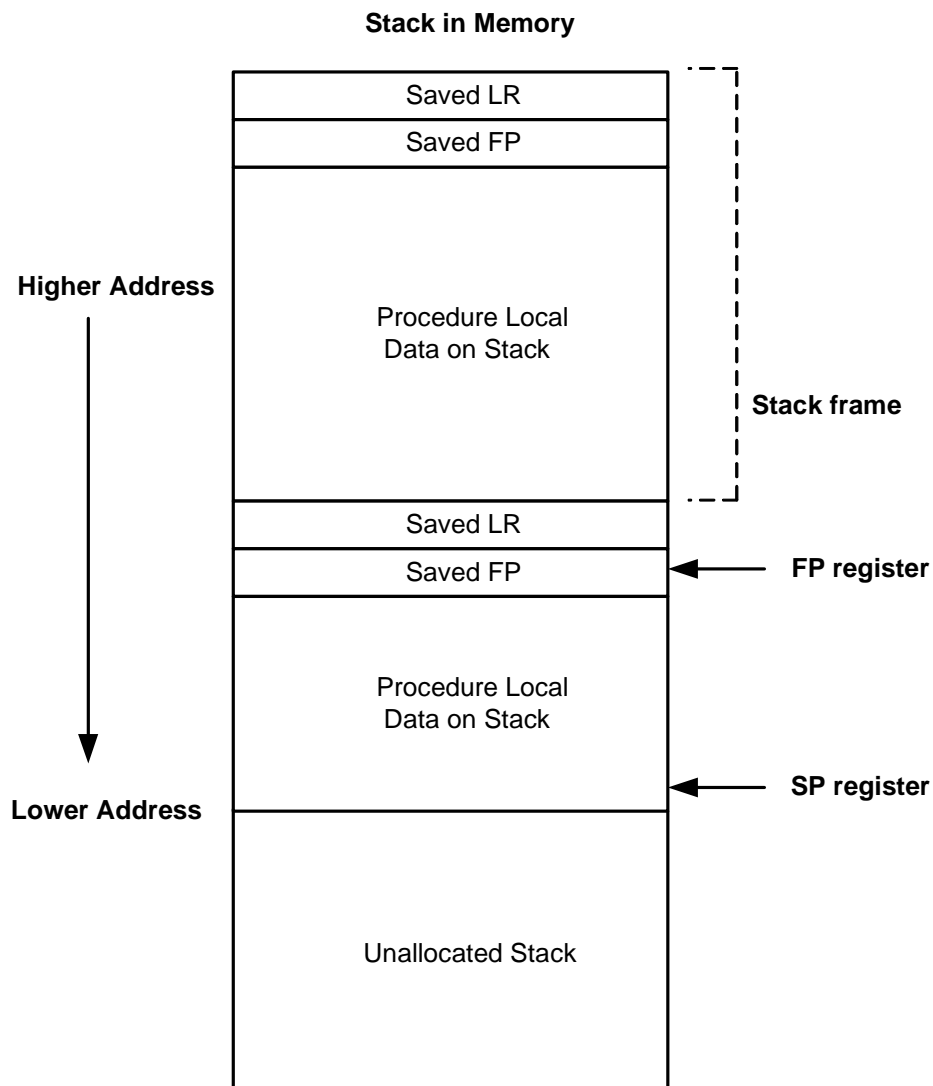 Stack in Memory
Saved LR
Saved FP
Higher Address
Procedure Local
Data on Stack
Stack frame
Saved LR
Saved FP
FP register
Procedure Local
Data on Stack
SP register
Lower Address
Unallocated Stack